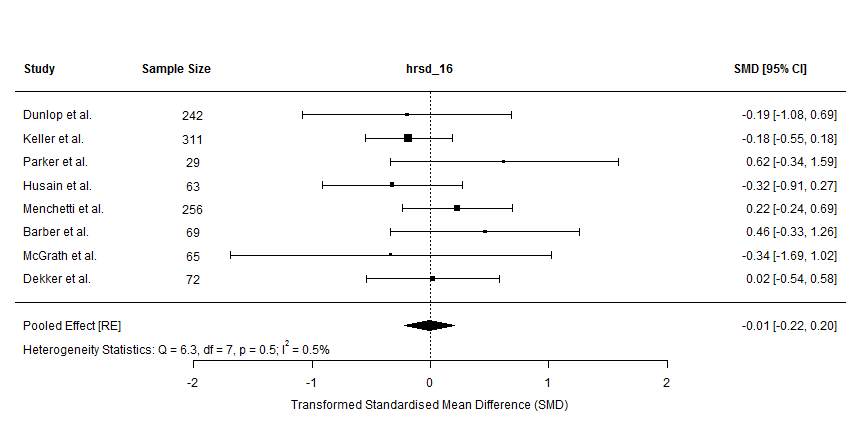 Study Sample Size hrsd_16 SMD [95% CI]
Dunlop et al. 242 -0.19 [-1.08, 0.69]
Keller et al. 311 -0.18 [-0.55, 0.18]
Parker et al. 29 0.62 [-0.34, 1.59]
Husain et al. 63 -0.32 [-0.91, 0.27]
Menchetti et al. 256 0.22 [-0.24, 0.69]
Barber et al. 69 0.46 [-0.33, 1.26]
McGrath et al. 65 -0.34 [-1.69, 1.02]
Dekker et al. 72 0.02 [-0.54, 0.58]
Pooled Effect [RE] -0.01 [-0.22, 0.20]
Heterogeneity Statistics: Q = 6.3, df = 7, p = 0.5; I² = 0.5%
-2 -1 0 1 2
Transformed Standardised Mean Difference (SMD)